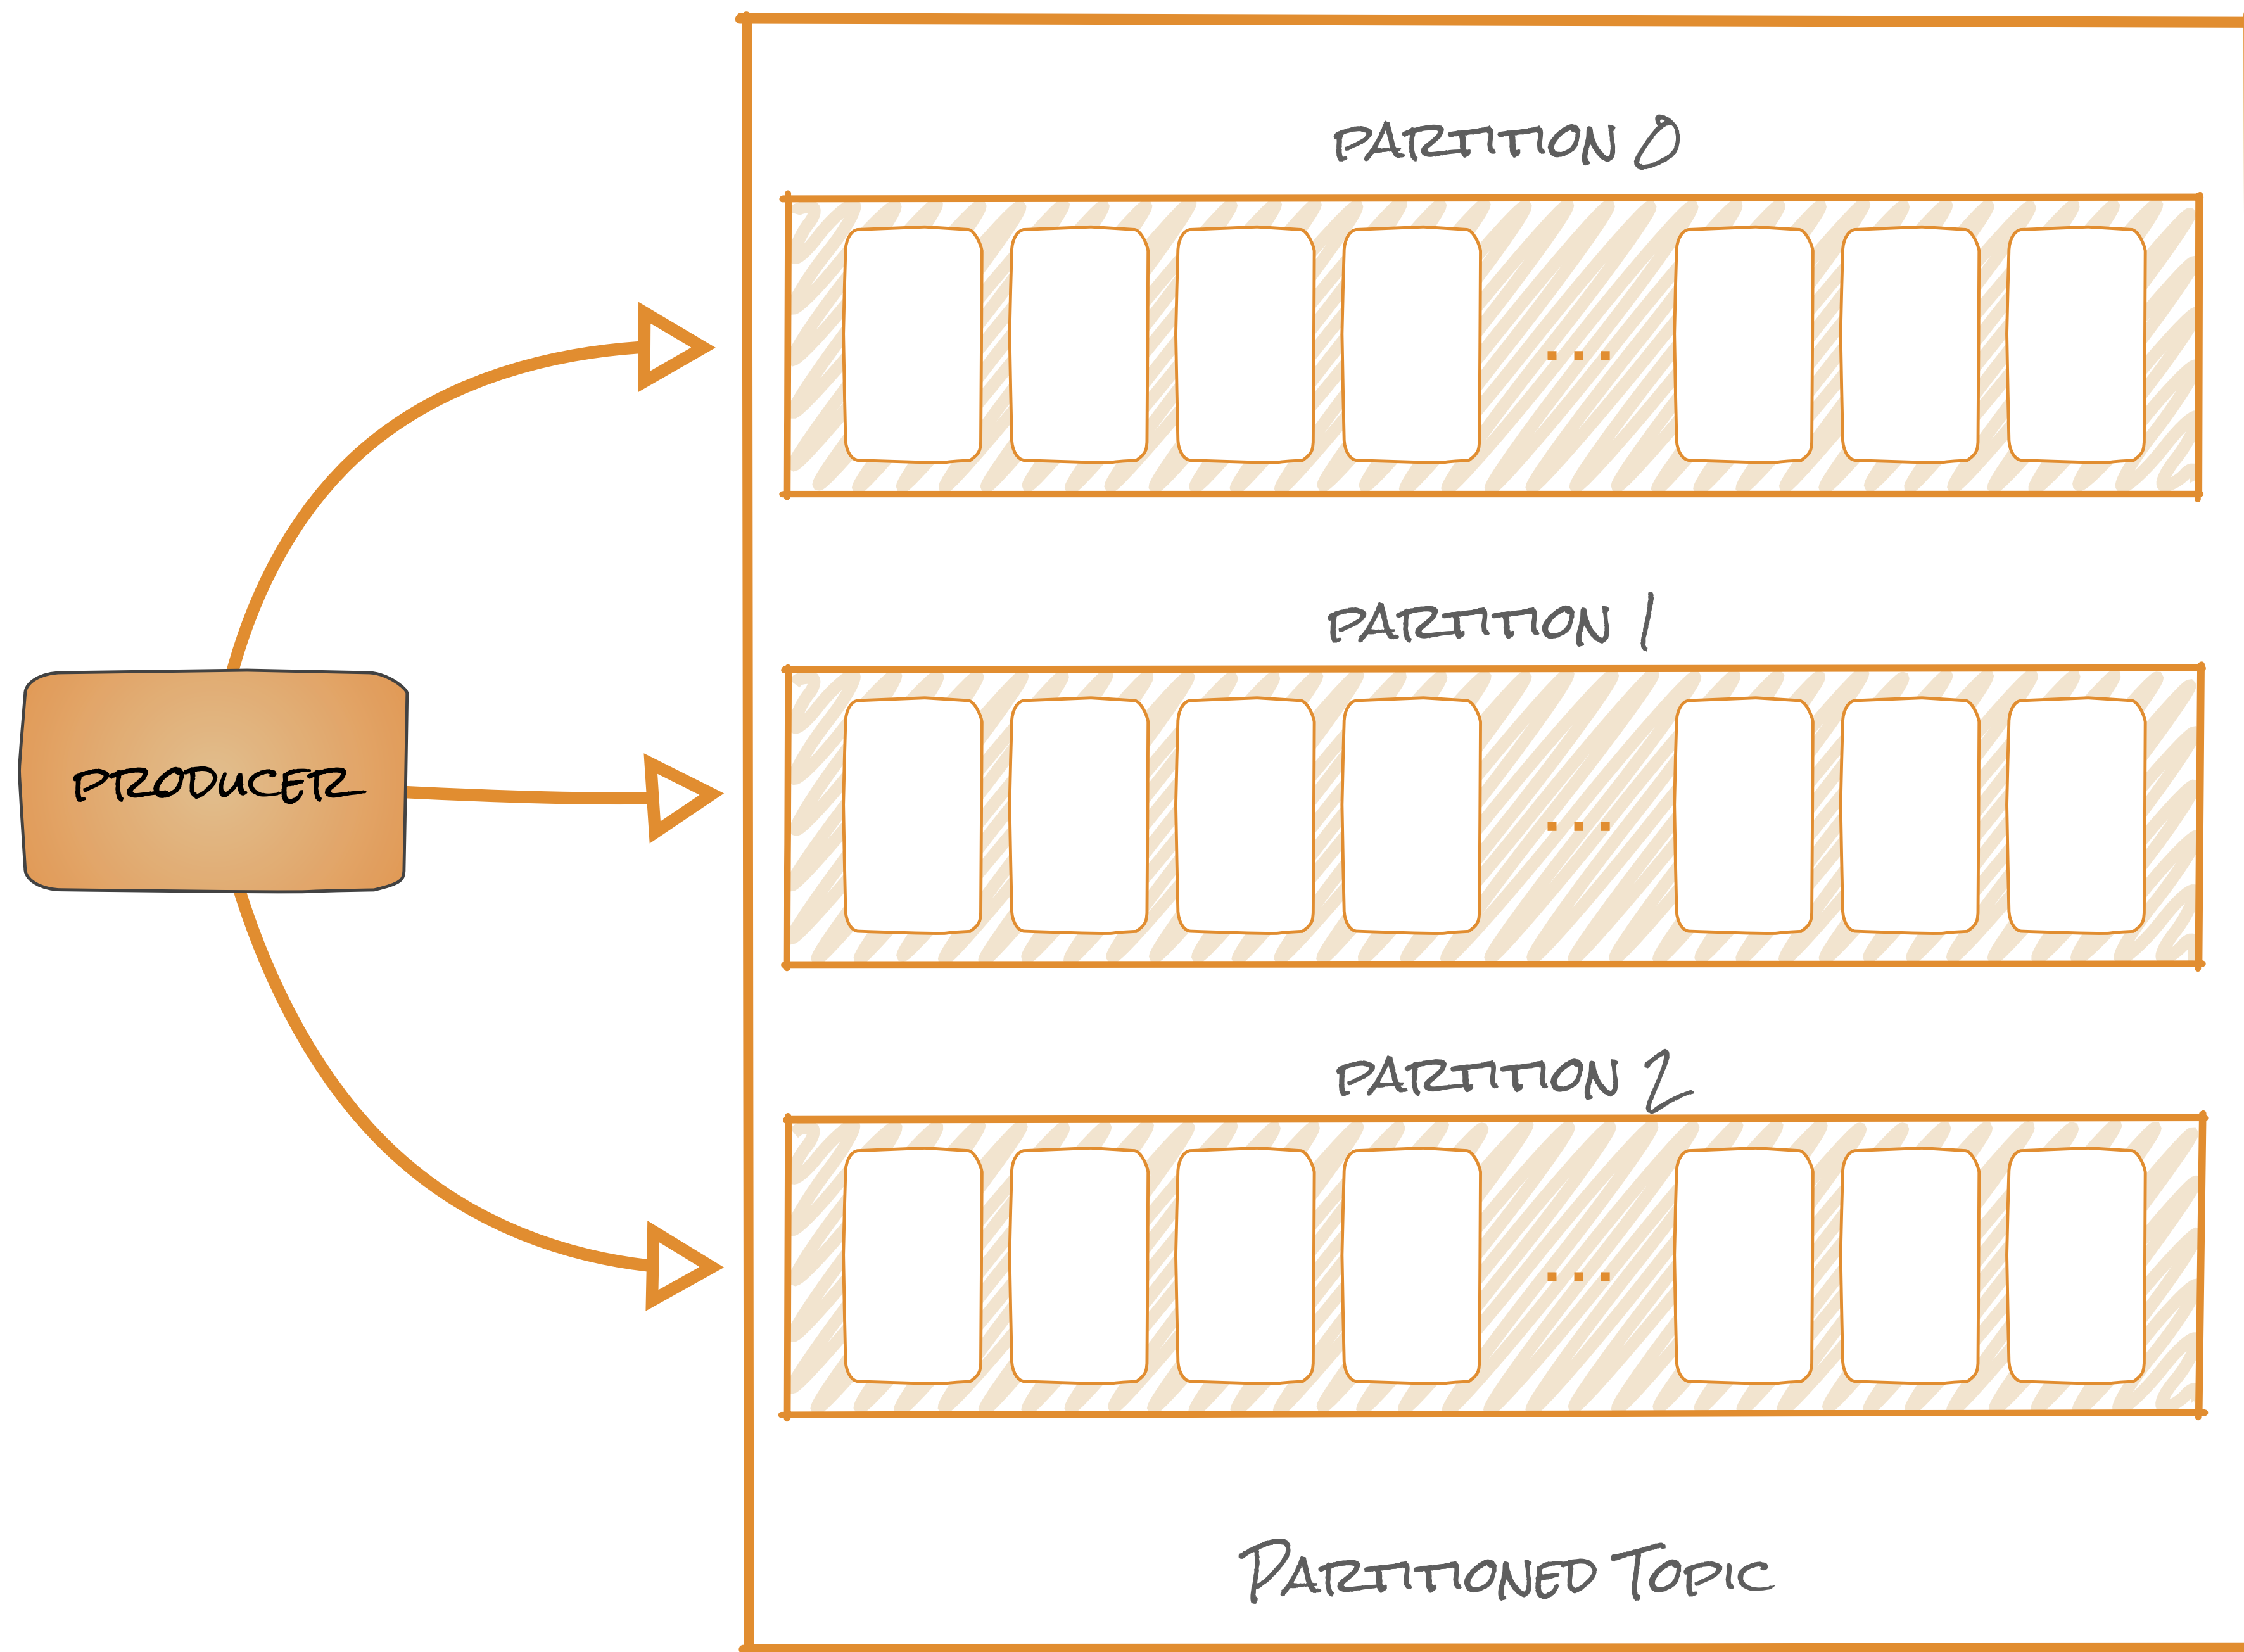 PARTITION 0
...
PARTITION 1
PRODUCER
...
PARTITION 2
...
PARTITIONED TOPIC